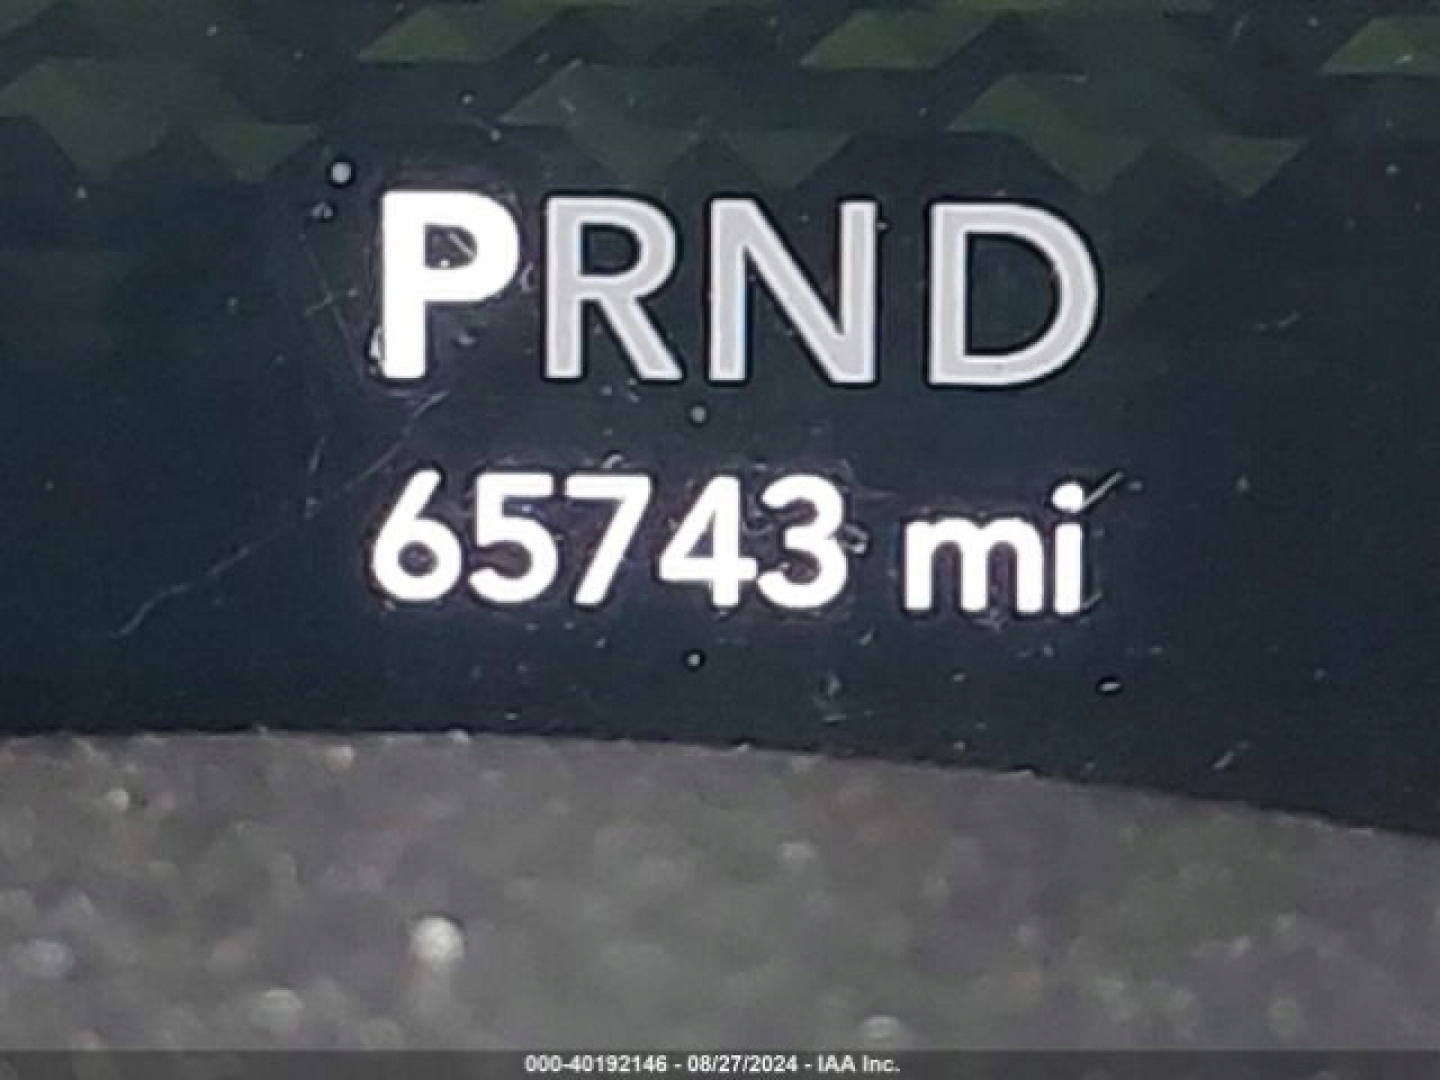 PRND
65743 mi
000-40192146 - 08/27/2024 - IAA Inc.